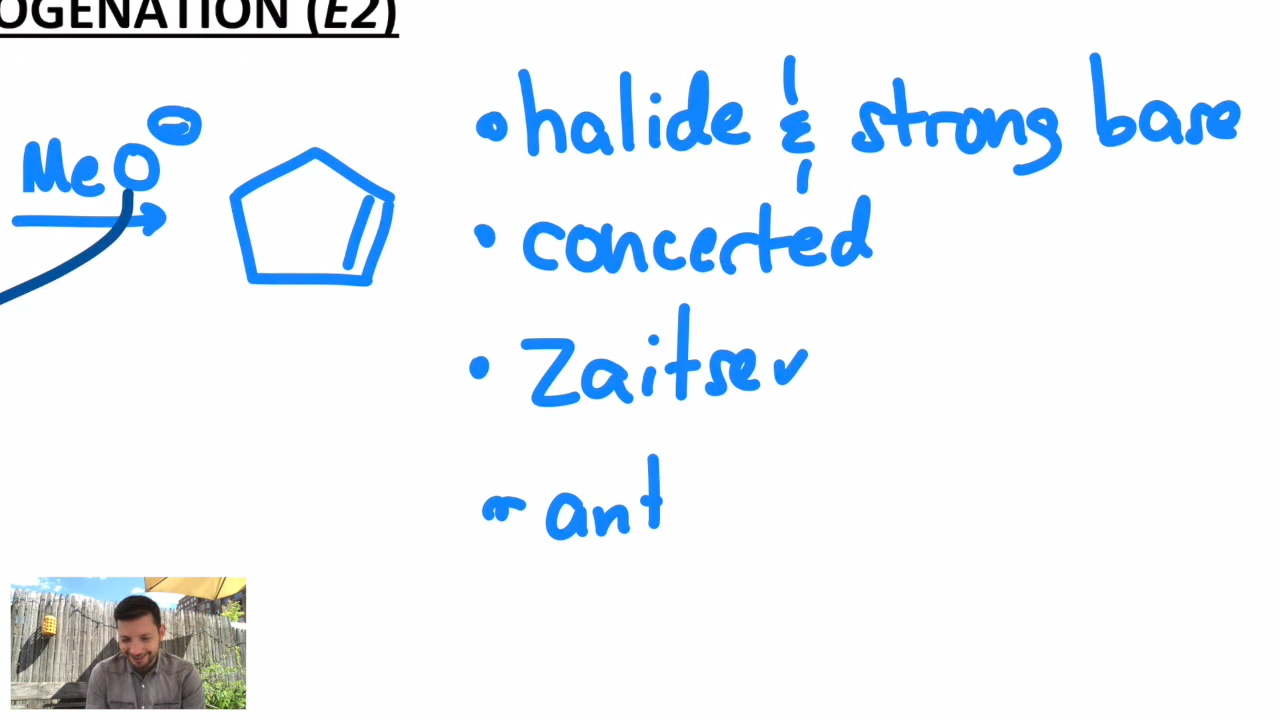 OGENATION (E2)
MeO⊖
• halide & strong base
• concerted
• Zaitsev
• ant